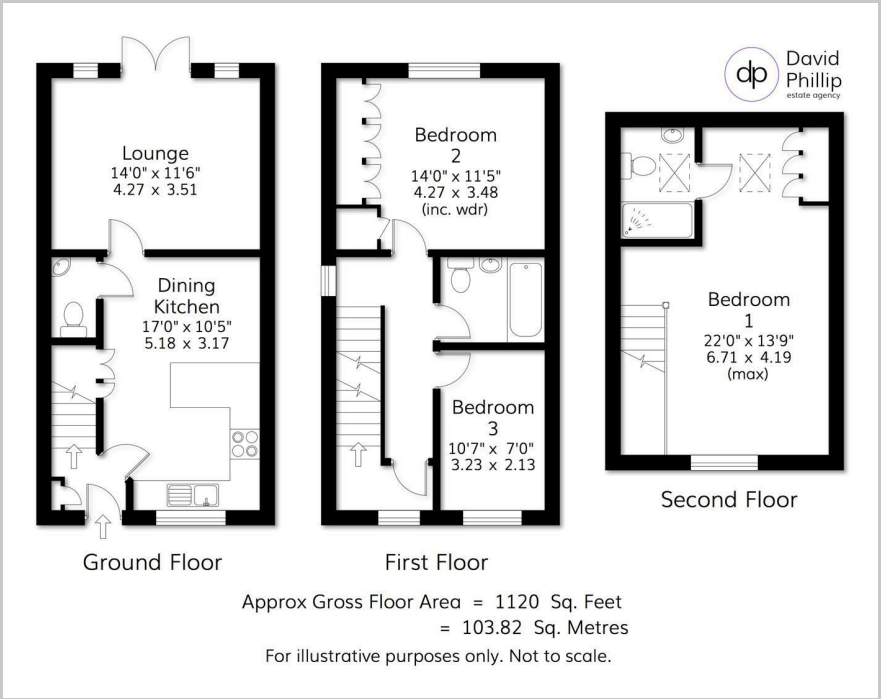 dp
David
Phillip
estate agency
Lounge
14'0" x 11'6"
4.27 x 3.51
Dining
Kitchen
17'0" x 10'5"
5.18 x 3.17
Ground Floor
Bedroom
2
14'0" x 11'5"
4.27 x 3.48
(inc. wdr)
Bedroom
3
10'7" x 7'0"
3.23 x 2.13
First Floor
Bedroom
1
22'0" x 13'9"
6.71 x 4.19
(max)
Second Floor
Approx Gross Floor Area = 1120 Sq. Feet
= 103.82 Sq. Metres
For illustrative purposes only. Not to scale.